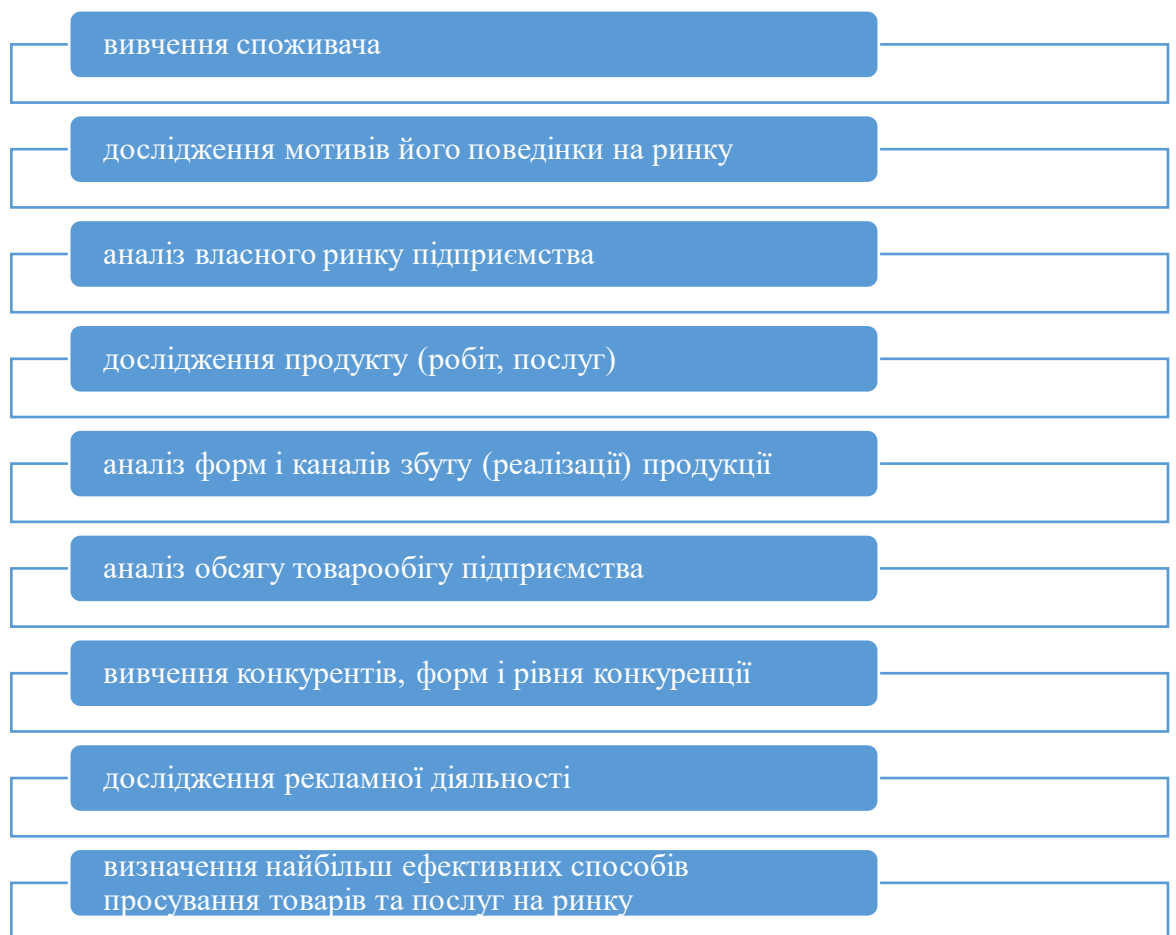 вивчення споживача
дослідження мотивів його поведінки на ринку
аналіз власного ринку підприємства
дослідження продукту (робіт, послуг)
аналіз форм і каналів збуту (реалізації) продукції
аналіз обсягу товарообігу підприємства
вивчення конкурентів, форм і рівня конкуренції
дослідження рекламної діяльності
визначення найбільш ефективних способів
просування товарів та послуг на ринку